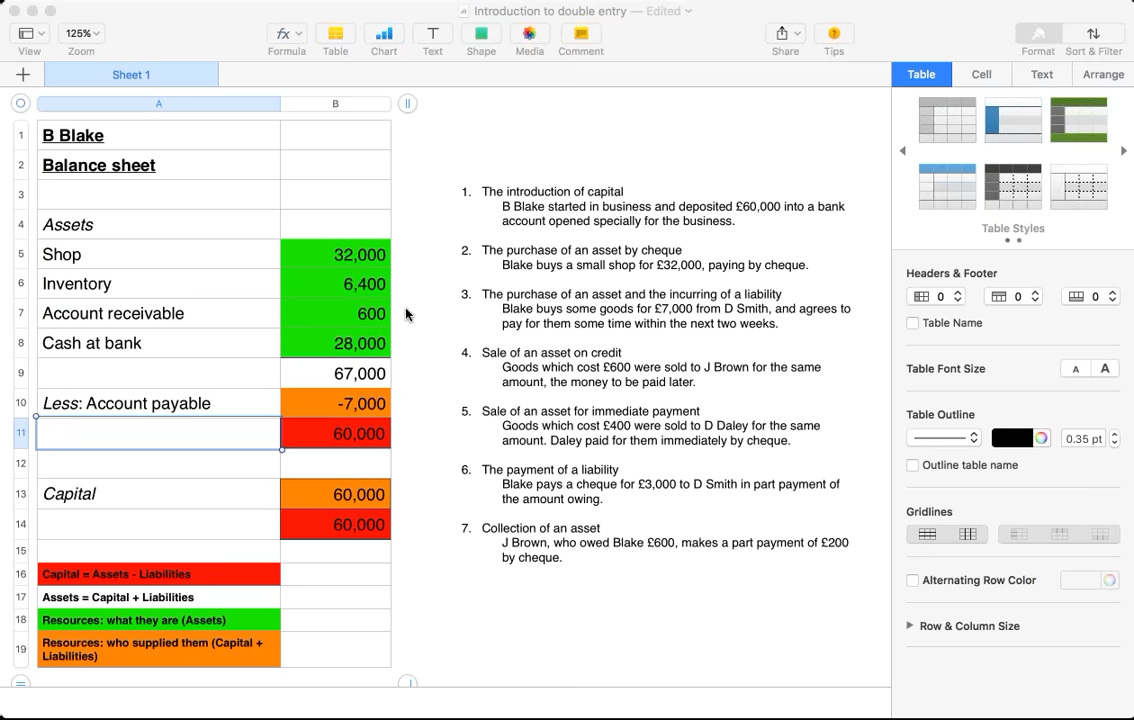 Introduction to double entry — Edited
125%
View
Zoom
Formula
Table
Chart
Text
Shape
Media
Comment
Share
Tips
Format
Sort & Filter
Sheet 1
Table
Cell
Text
Arrange
A
B
1
B Blake
2
Balance sheet
3
4
Assets
5
Shop
32,000
6
Inventory
6,400
7
Account receivable
600
8
Cash at bank
28,000
9
67,000
10
Less: Account payable
-7,000
11
60,000
12
13
Capital
60,000
14
60,000
15
16
Capital = Assets - Liabilities
17
Assets = Capital + Liabilities
18
Resources: what they are (Assets)
19
Resources: who supplied them (Capital +
Liabilities)
1. The introduction of capital
B Blake started in business and deposited £60,000 into a bank
account opened specially for the business.
2. The purchase of an asset by cheque
Blake buys a small shop for £32,000, paying by cheque.
3. The purchase of an asset and the incurring of a liability
Blake buys some goods for £7,000 from D Smith, and agrees to
pay for them some time within the next two weeks.
4. Sale of an asset on credit
Goods which cost £600 were sold to J Brown for the same
amount, the money to be paid later.
5. Sale of an asset for immediate payment
Goods which cost £400 were sold to D Daley for the same
amount. Daley paid for them immediately by cheque.
6. The payment of a liability
Blake pays a cheque for £3,000 to D Smith in part payment of
the amount owing.
7. Collection of an asset
J Brown, who owed Blake £600, makes a part payment of £200
by cheque.
Table Styles
Headers & Footer
0
0
0
Table Name
Table Font Size
A
A
Table Outline
0.35 pt
Outline table name
Gridlines
Alternating Row Color
Row & Column Size